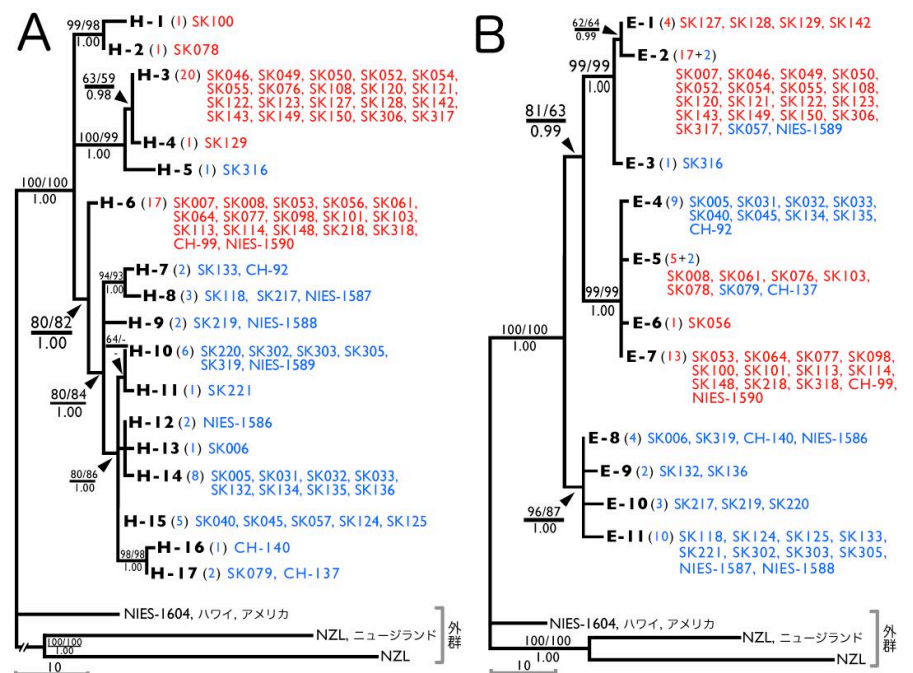 A
99/98
1.00
H-1 (1) SK100
H-2 (1) SK078
63/59
0.98
H-3 (20) SK046, SK049, SK050, SK052, SK054,
SK055, SK076, SK108, SK120, SK121,
SK122, SK123, SK127, SK128, SK142,
SK143, SK149, SK150, SK306, SK317
100/99
1.00
H-4 (1) SK129
H-5 (1) SK316
100/100
1.00
H-6 (17) SK007, SK008, SK053, SK056, SK061,
SK064, SK077, SK098, SK101, SK103,
SK113, SK114, SK148, SK218, SK318,
CH-99, NIES-1590
94/93
1.00
H-7 (2) SK133, CH-92
H-8 (3) SK118, SK217, NIES-1587
80/82
1.00
H-9 (2) SK219, NIES-1588
64/-
-
H-10 (6) SK220, SK302, SK303, SK305,
SK319, NIES-1589
80/84
1.00
H-11 (1) SK221
H-12 (2) NIES-1586
H-13 (1) SK006
80/86
1.00
H-14 (8) SK005, SK031, SK032, SK033,
SK132, SK134, SK135, SK136
H-15 (5) SK040, SK045, SK057, SK124, SK125
98/98
1.00
H-16 (1) CH-140
H-17 (2) SK079, CH-137
NIES-1604, ハワイ, アメリカ
100/100
1.00
NZL, ニュージランド
NZL
外群
10
B
62/64
0.99
E-1 (4) SK127, SK128, SK129, SK142
E-2 (17+2)
SK007, SK046, SK049, SK050,
SK052, SK054, SK055, SK108,
SK120, SK121, SK122, SK123,
SK143, SK149, SK150, SK306,
SK317, SK057, NIES-1589
99/99
1.00
81/63
0.99
E-3 (1) SK316
E-4 (9) SK005, SK031, SK032, SK033,
SK040, SK045, SK134, SK135,
CH-92
E-5 (5+2)
SK008, SK061, SK076, SK103,
SK078, SK079, CH-137
99/99
1.00
E-6 (1) SK056
100/100
1.00
E-7 (13) SK053, SK064, SK077, SK098,
SK100, SK101, SK113, SK114,
SK148, SK218, SK318, CH-99,
NIES-1590
E-8 (4) SK006, SK319, CH-140, NIES-1586
E-9 (2) SK132, SK136
E-10 (3) SK217, SK219, SK220
96/87
1.00
E-11 (10) SK118, SK124, SK125, SK133,
SK221, SK302, SK303, SK305,
NIES-1587, NIES-1588
NIES-1604, ハワイ, アメリカ
100/100
1.00
NZL, ニュージランド
NZL
外群
10